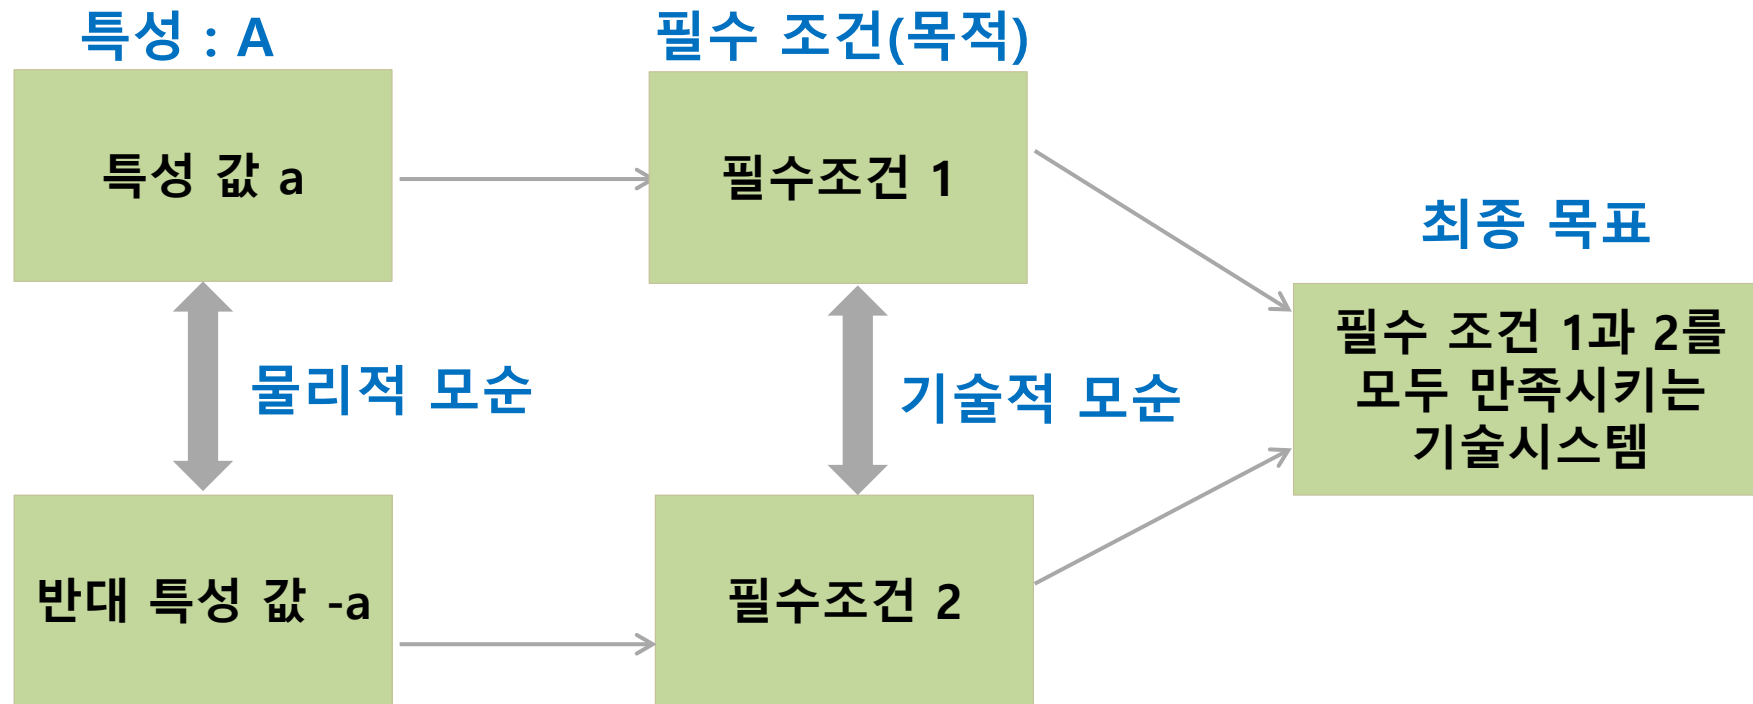 특성 : A
필수 조건(목적)
특성 값 a
필수조건 1
최종 목표
필수 조건 1과 2를
모두 만족시키는
기술시스템
물리적 모순
기술적 모순
반대 특성 값 -a
필수조건 2